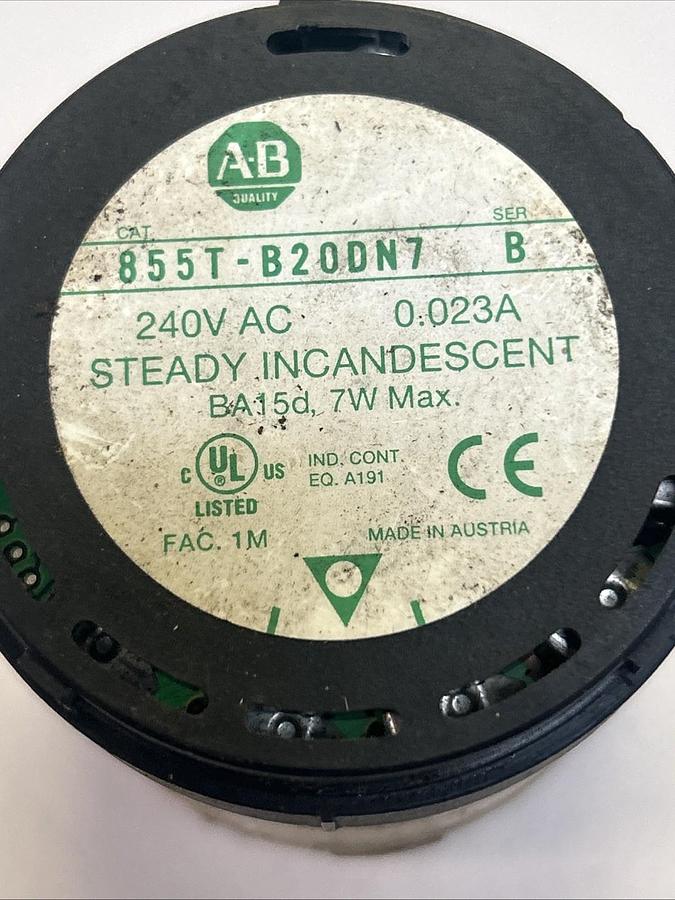 A-B
QUALITY
CAT. SER
855T-B20DN7 B
240V AC 0.023A
STEADY INCANDESCENT
BA15d, 7W Max.
C UL® US
LISTED
IND. CONT.
EQ. A191
CE
FAC. 1M
MADE IN AUSTRIA